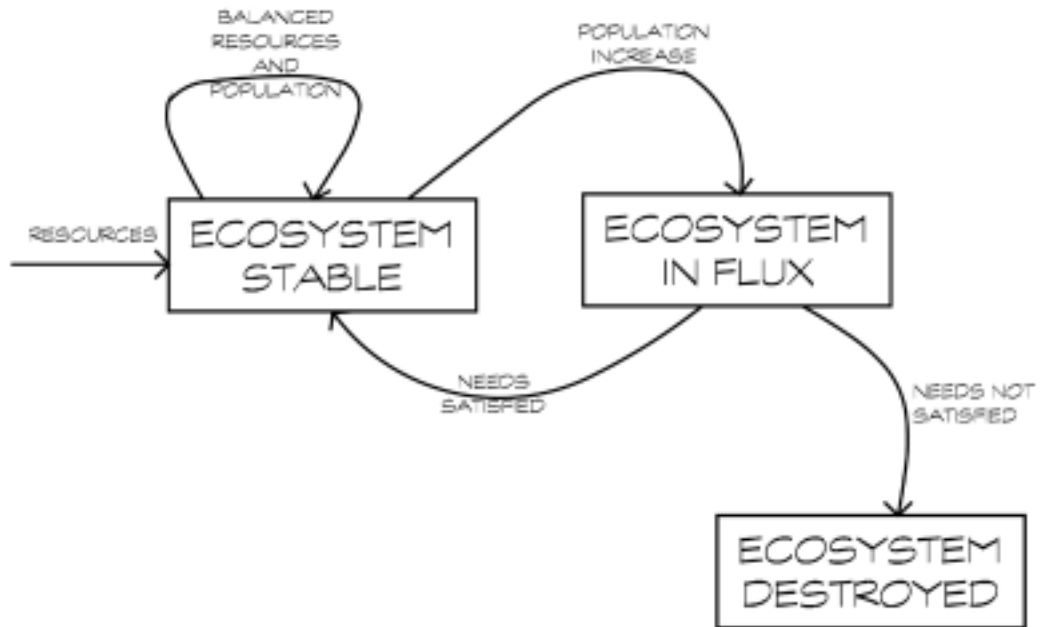 BALANCED
RESOURCES
AND
POPULATION
POPULATION
INCREASE
RESOURCES
ECOSYSTEM
STABLE
ECOSYSTEM
IN FLUX
NEEDS
SATISFIED
NEEDS NOT
SATISFIED
ECOSYSTEM
DESTROYED